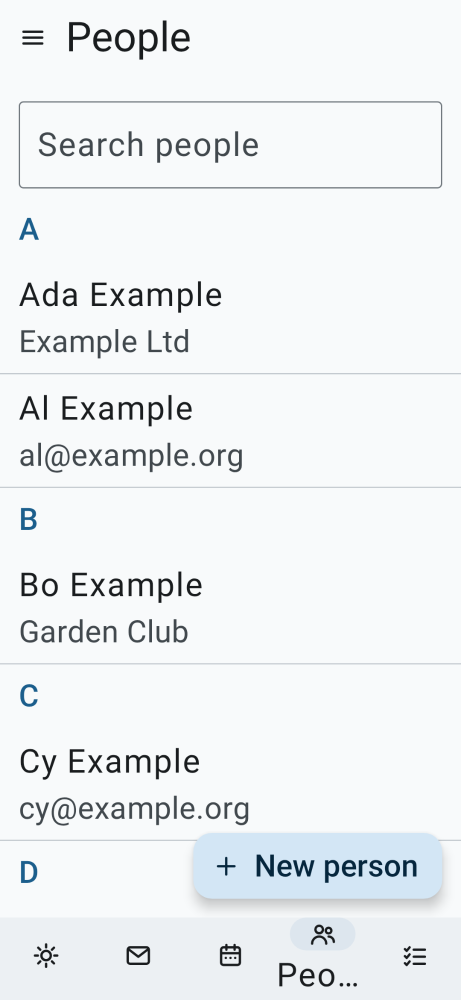 People
Search people
A
Ada Example
Example Ltd
Al Example
al@example.org
B
Bo Example
Garden Club
C
Cy Example
cy@example.org
D
New person
Peo…